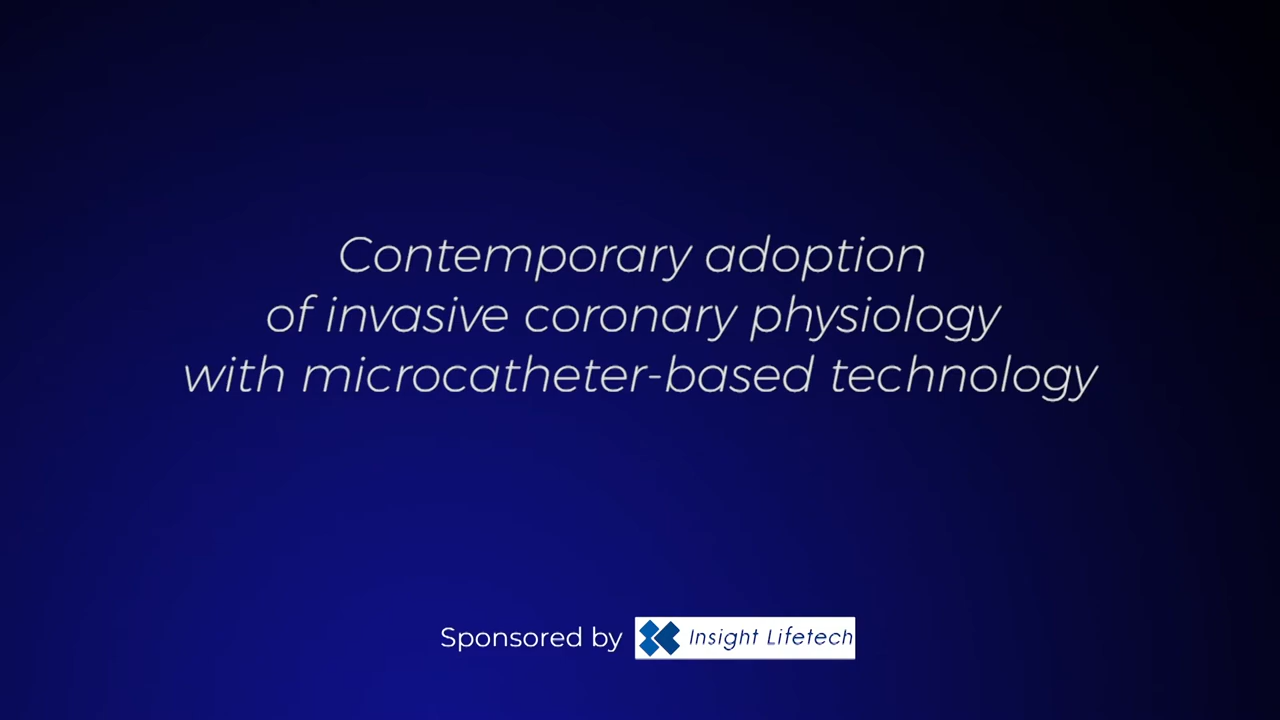 Contemporary adoption
of invasive coronary physiology
with microcatheter-based technology
Sponsored by Insight Lifetech